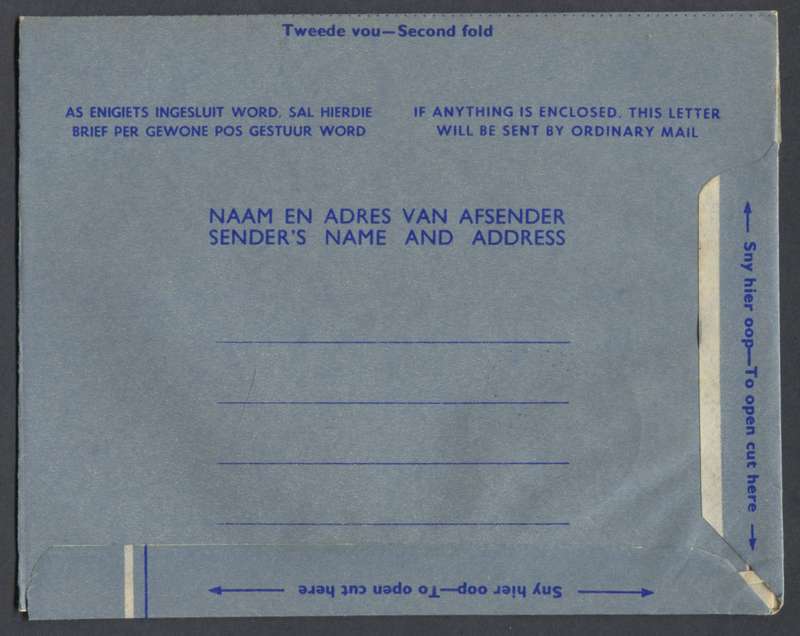 Tweede vou—Second fold
AS ENIGIETS INGESLUIT WORD, SAL HIERDIE
BRIEF PER GEWONE POS GESTUUR WORD
IF ANYTHING IS ENCLOSED, THIS LETTER
WILL BE SENT BY ORDINARY MAIL
NAAM EN ADRES VAN AFSENDER
SENDER'S NAME AND ADDRESS
Sny hier oop—To open cut here
Sny hier oop—To open cut here